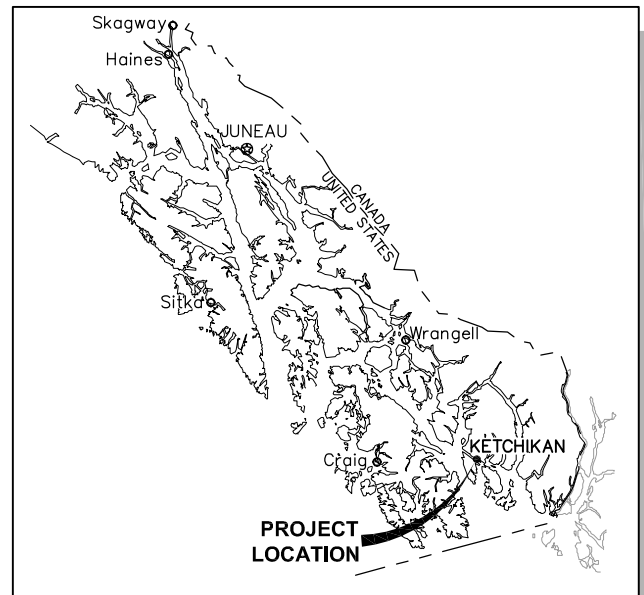 Skagway
Haines
JUNEAU
CANADA
UNITED STATES
Sitka
Wrangell
KETCHIKAN
Craig
PROJECT
LOCATION